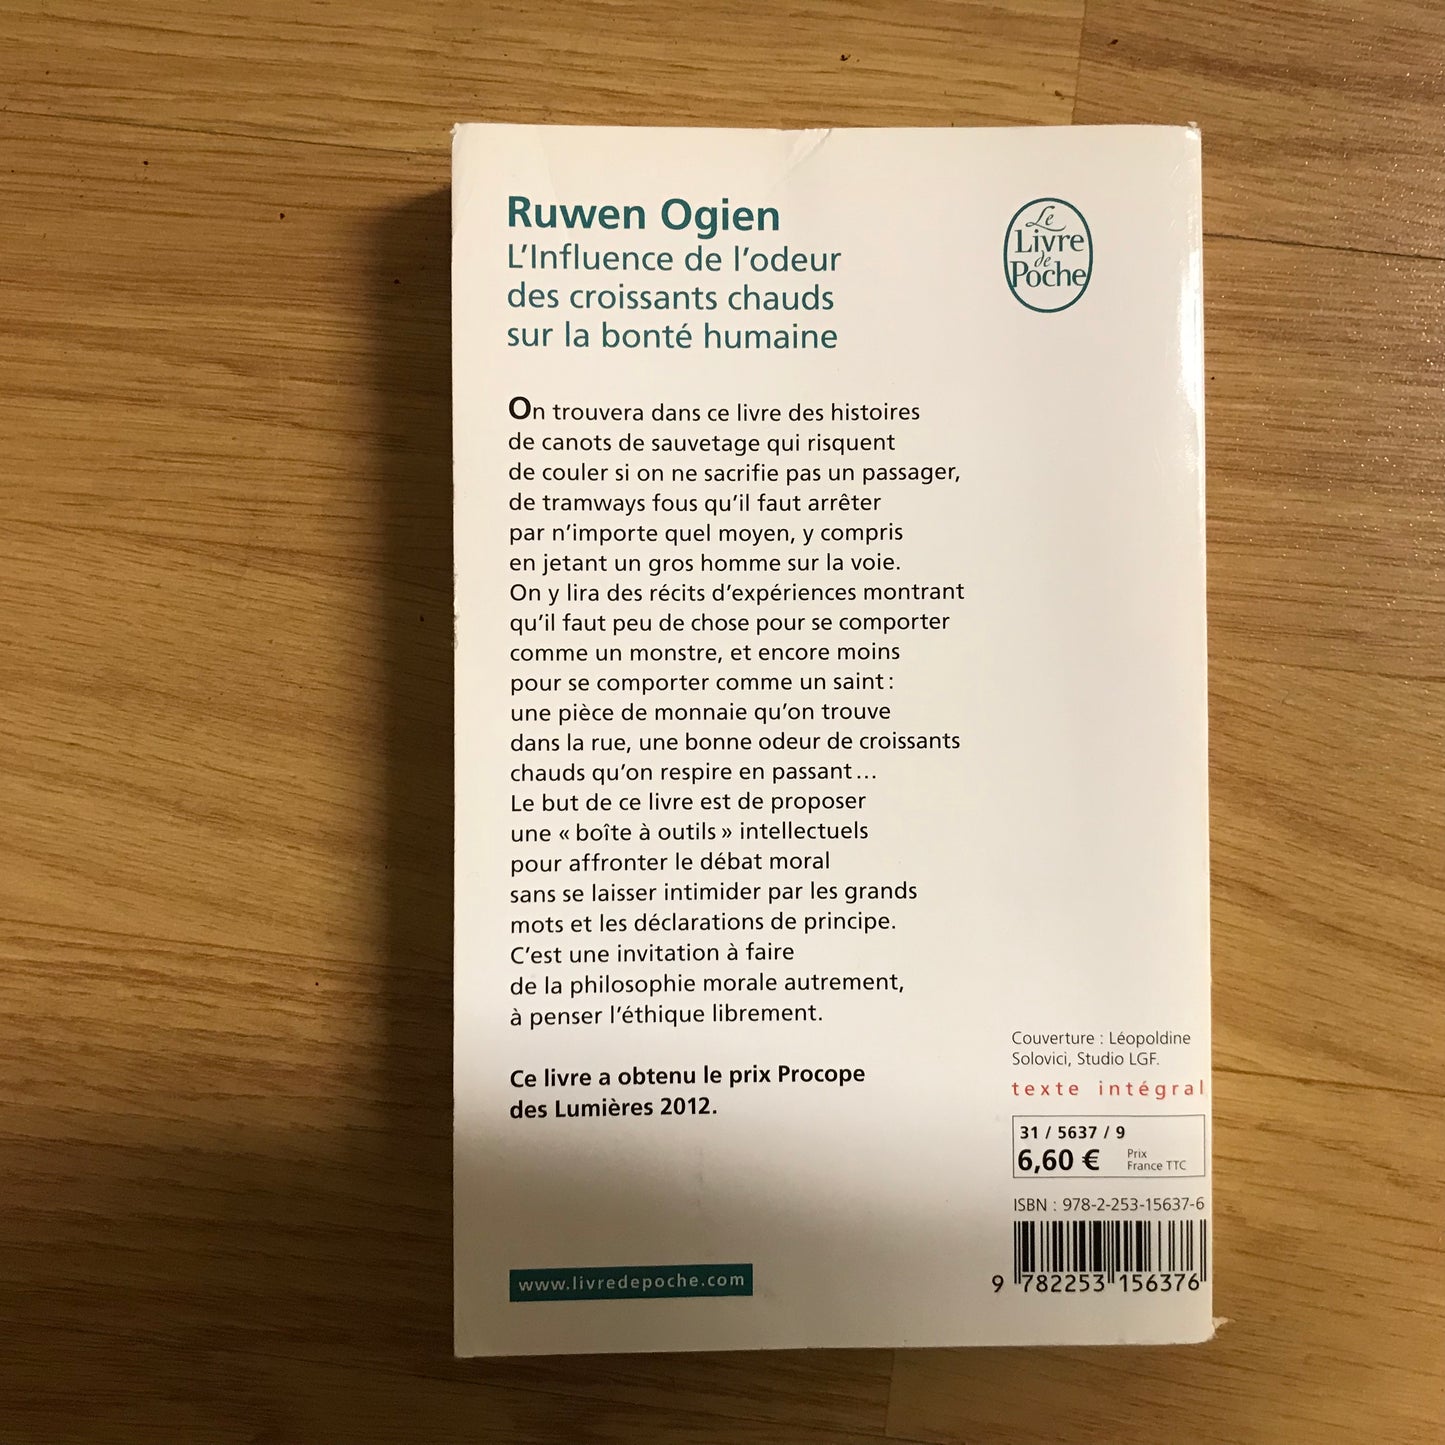 Ruwen Ogien
L'Influence de l'odeur
des croissants chauds
sur la bonté humaine
Le
Livre
de
Poche
On trouvera dans ce livre des histoires
de canots de sauvetage qui risquent
de couler si on ne sacrifie pas un passager,
de tramways fous qu'il faut arrêter
par n'importe quel moyen, y compris
en jetant un gros homme sur la voie.
On y lira des récits d'expériences montrant
qu'il faut peu de chose pour se comporter
comme un monstre, et encore moins
pour se comporter comme un saint :
une pièce de monnaie qu'on trouve
dans la rue, une bonne odeur de croissants
chauds qu'on respire en passant…
Le but de ce livre est de proposer
une « boîte à outils » intellectuels
pour affronter le débat moral
sans se laisser intimider par les grands
mots et les déclarations de principe.
C'est une invitation à faire
de la philosophie morale autrement,
à penser l'éthique librement.
Ce livre a obtenu le prix Procope
des Lumières 2012.
Couverture : Léopoldine
Solovici, Studio LGF.
texte intégral
31 / 5637 / 9
6,60 € Prix
France TTC
ISBN : 978-2-253-15637-6
9 782253 156376
www.livredepoche.com